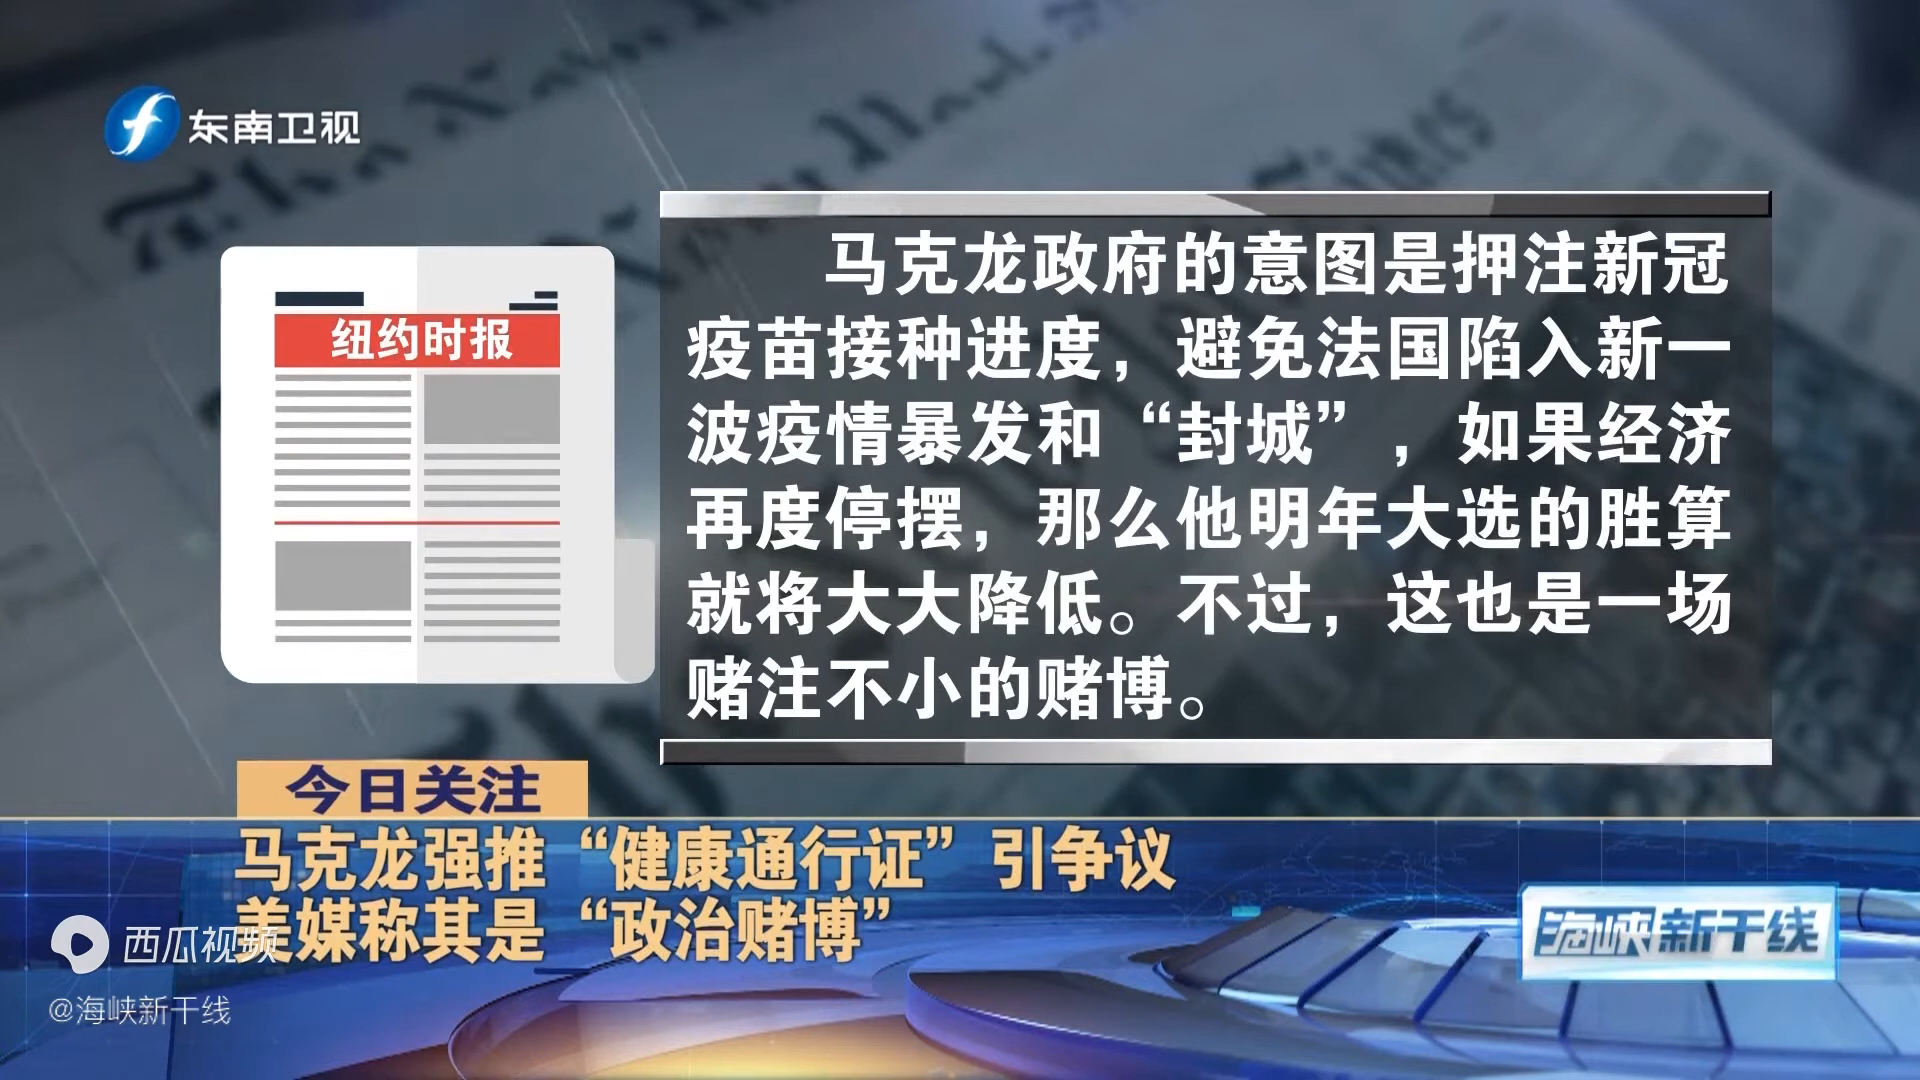 东南卫视
纽约时报
马克龙政府的意图是押注新冠
疫苗接种进度，避免法国陷入新一
波疫情暴发和“封城”，如果经济
再度停摆，那么他明年大选的胜算
就将大大降低。不过，这也是一场
赌注不小的赌博。
今日关注
马克龙强推“健康通行证”引争议
美媒称其是“政治赌博”
西瓜视频
@海峡新干线
海峡新干线